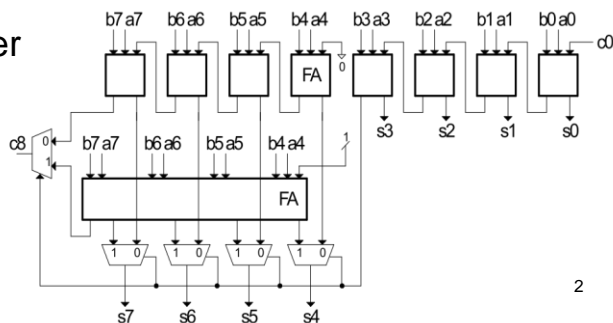 er
b7 a7 b6 a6 b5 a5 b4 a4 b3 a3 b2 a2 b1 a1 b0 a0
c0
FA
0
s3 s2 s1 s0
c8
0
1
b7 a7 b6 a6 b5 a5 b4 a4
1
FA
1 0 1 0 1 0 1 0
s7 s6 s5 s4
2